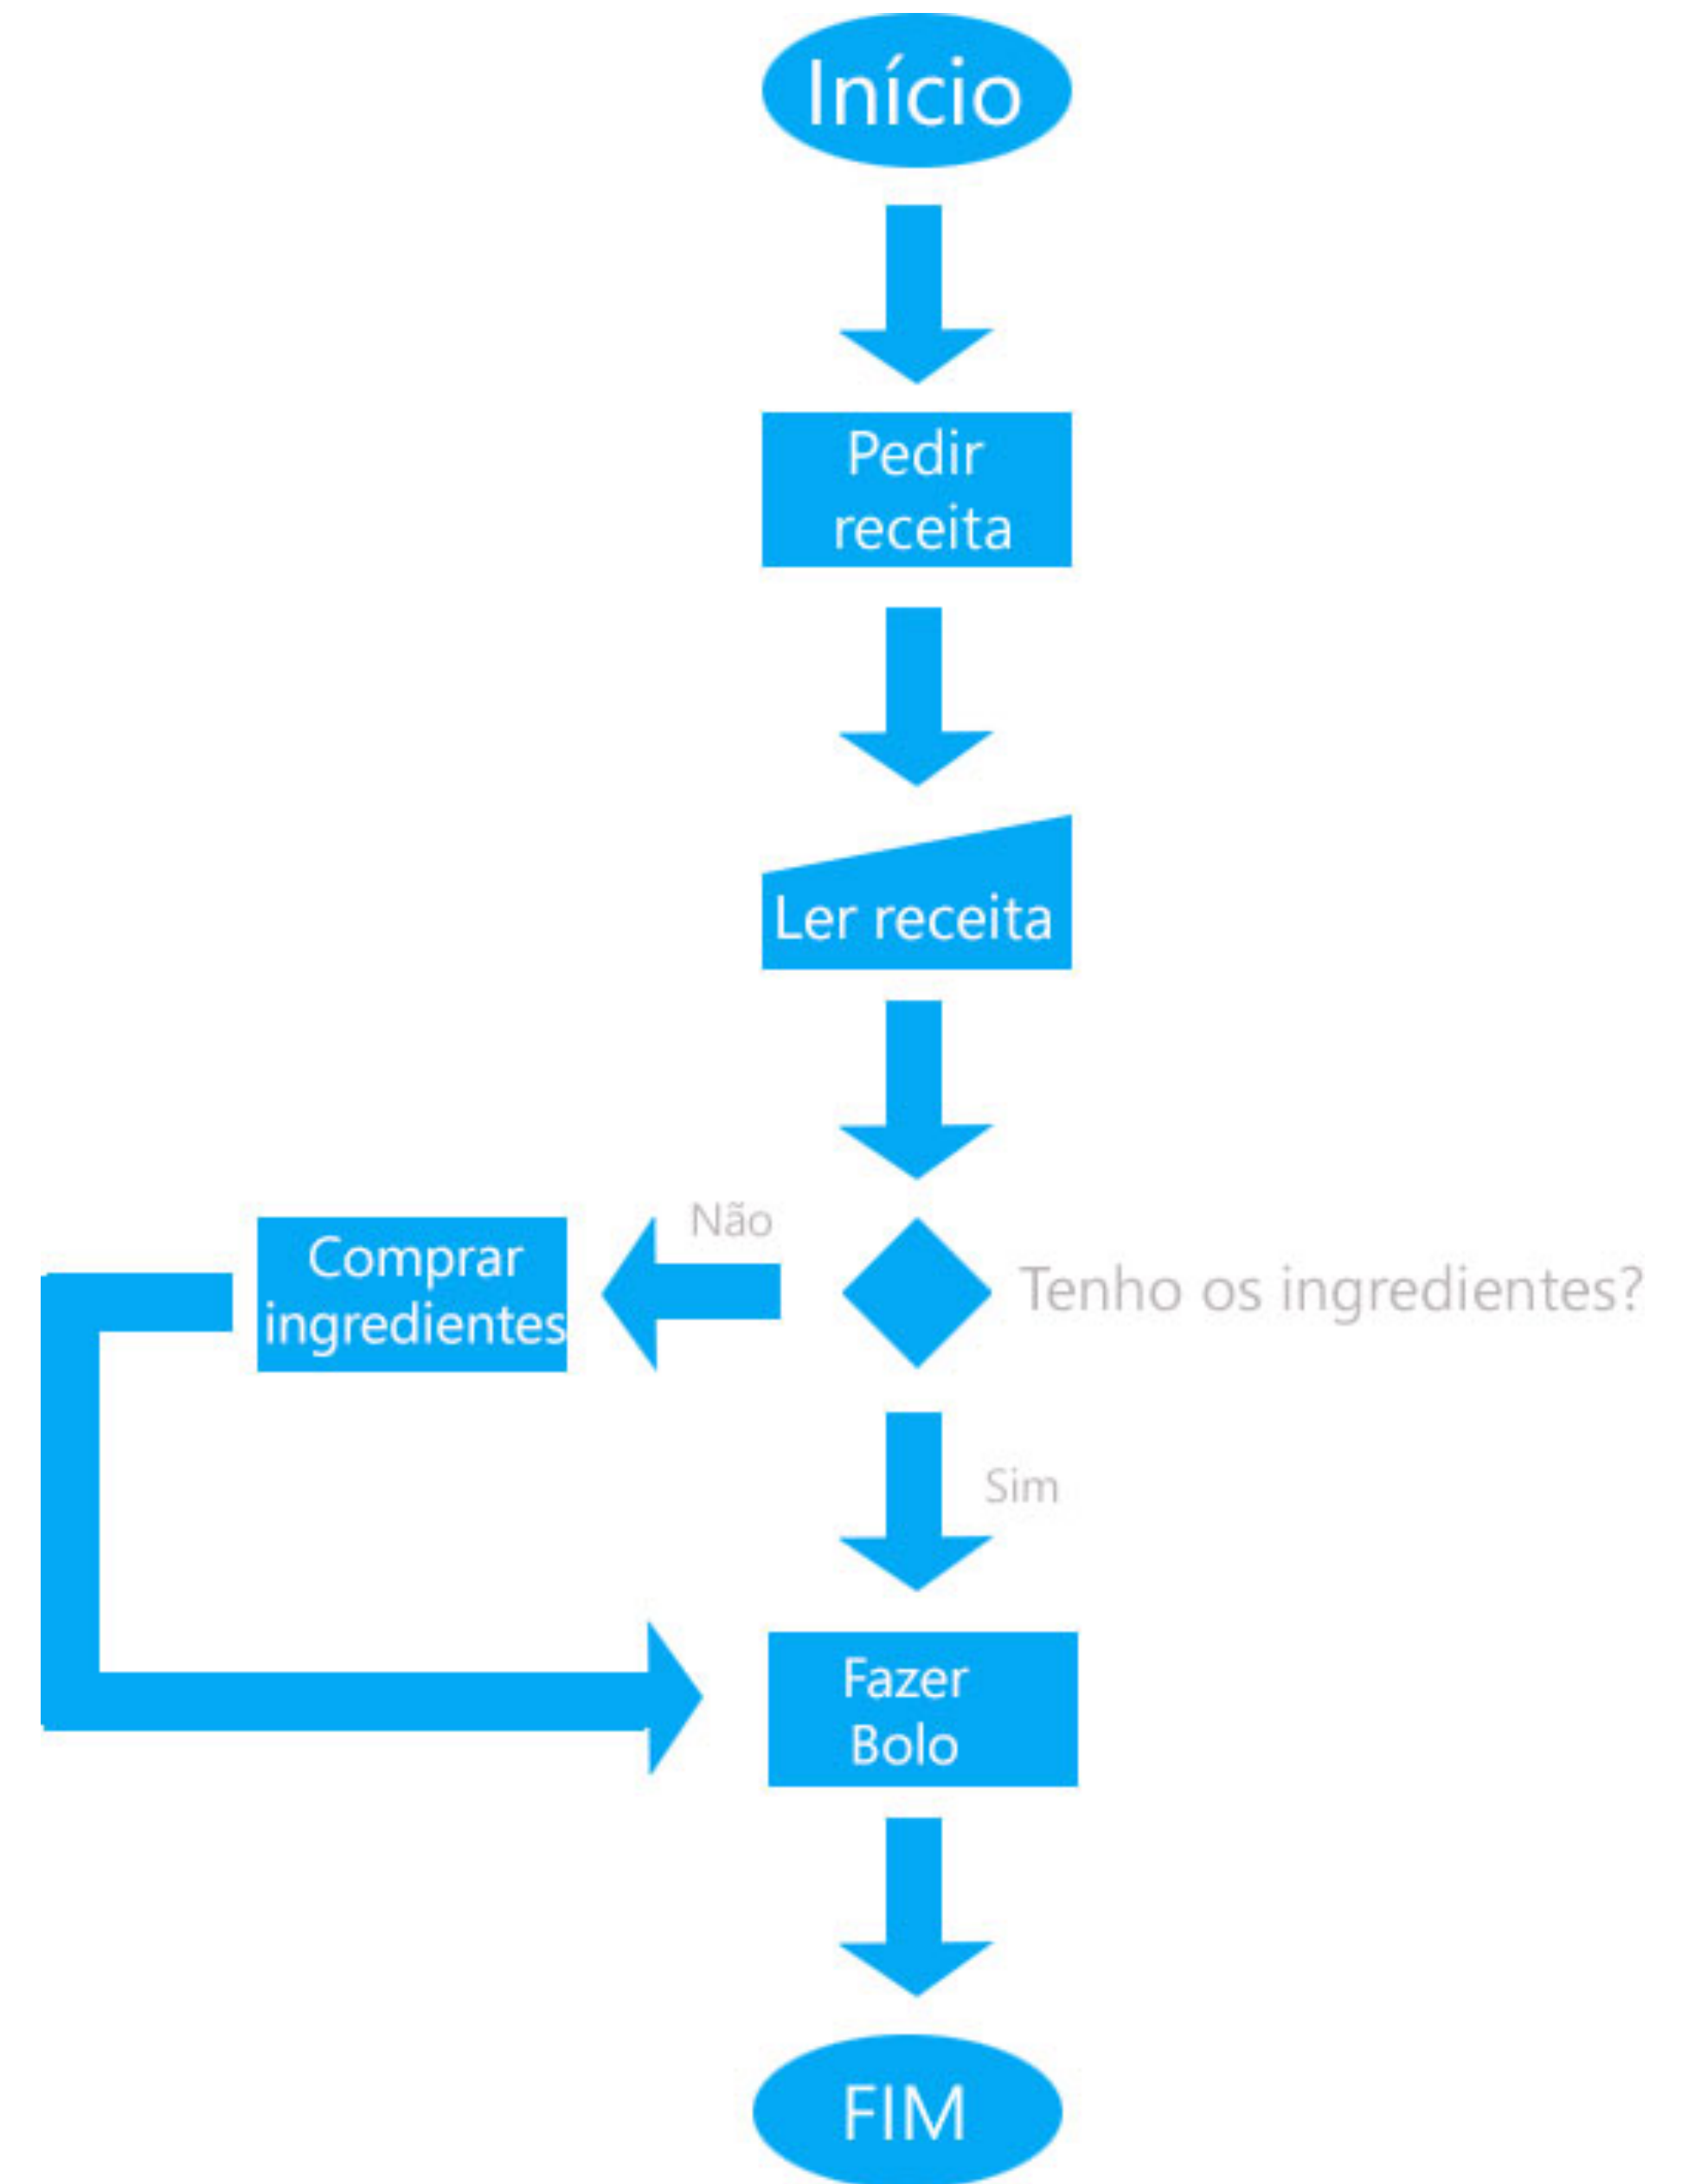 Início
Pedir
receita
Ler receita
Não
Comprar
ingredientes
Tenho os ingredientes?
Sim
Fazer
Bolo
FIM